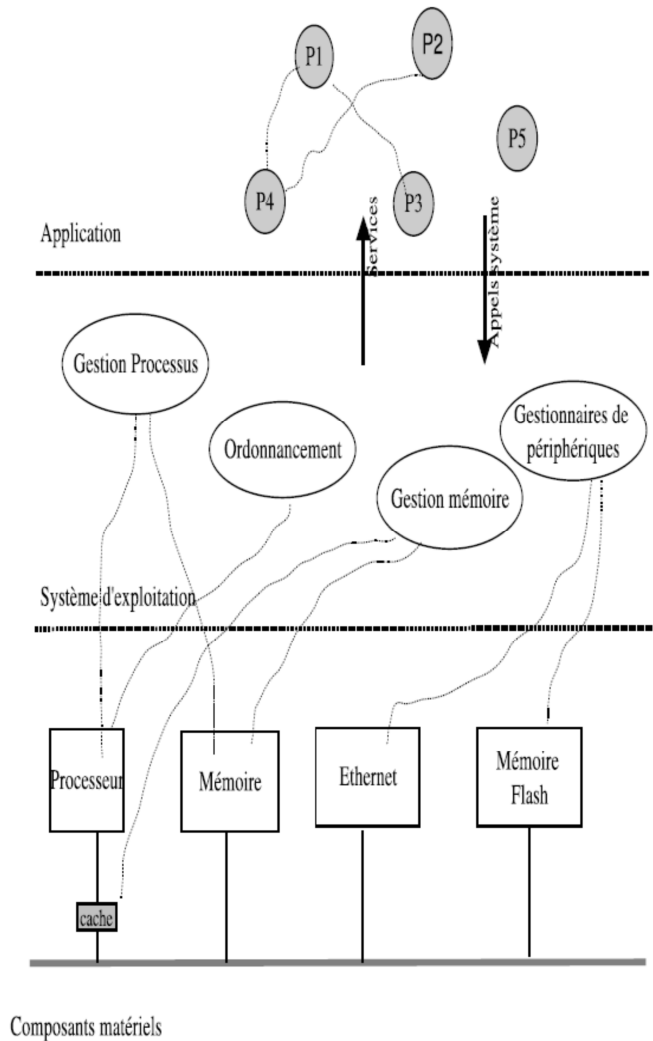 P1
P2
P5
P4
P3
Services
Appels système
Application
Gestion Processus
Ordonnancement
Gestionnaires de
périphériques
Gestion mémoire
Système d'exploitation
Processeur
Mémoire
Ethernet
Mémoire
Flash
cache
Composants matériels